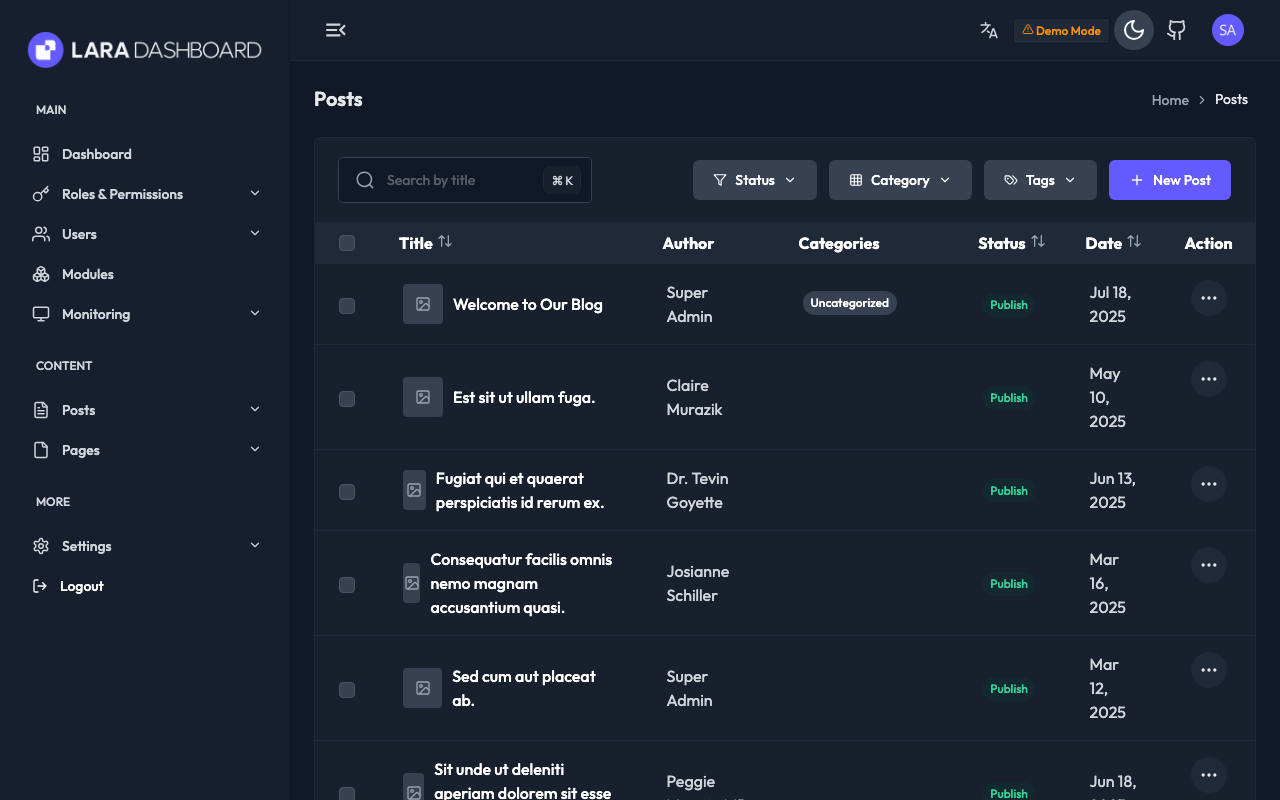 LARA DASHBOARD
Demo Mode
SA
MAIN
Dashboard
Roles & Permissions
Users
Modules
Monitoring
CONTENT
Posts
Pages
MORE
Settings
Logout
Posts
Home > Posts
Search by title
⌘ K
Status
Category
Tags
+ New Post
Title Author Categories Status Date Action
Welcome to Our Blog
Super
Admin
Uncategorized
Publish
Jul 18,
2025
Est sit ut ullam fuga.
Claire
Murazik
Publish
May
10,
2025
Fugiat qui et quaerat
perspiciatis id rerum ex.
Dr. Tevin
Goyette
Publish
Jun 13,
2025
Consequatur facilis omnis
nemo magnam
accusantium quasi.
Josianne
Schiller
Publish
Mar
16,
2025
Sed cum aut placeat
ab.
Super
Admin
Publish
Mar
12,
2025
Sit unde ut deleniti
aperiam dolorem sit esse
Peggie
Publish
Jun 18,